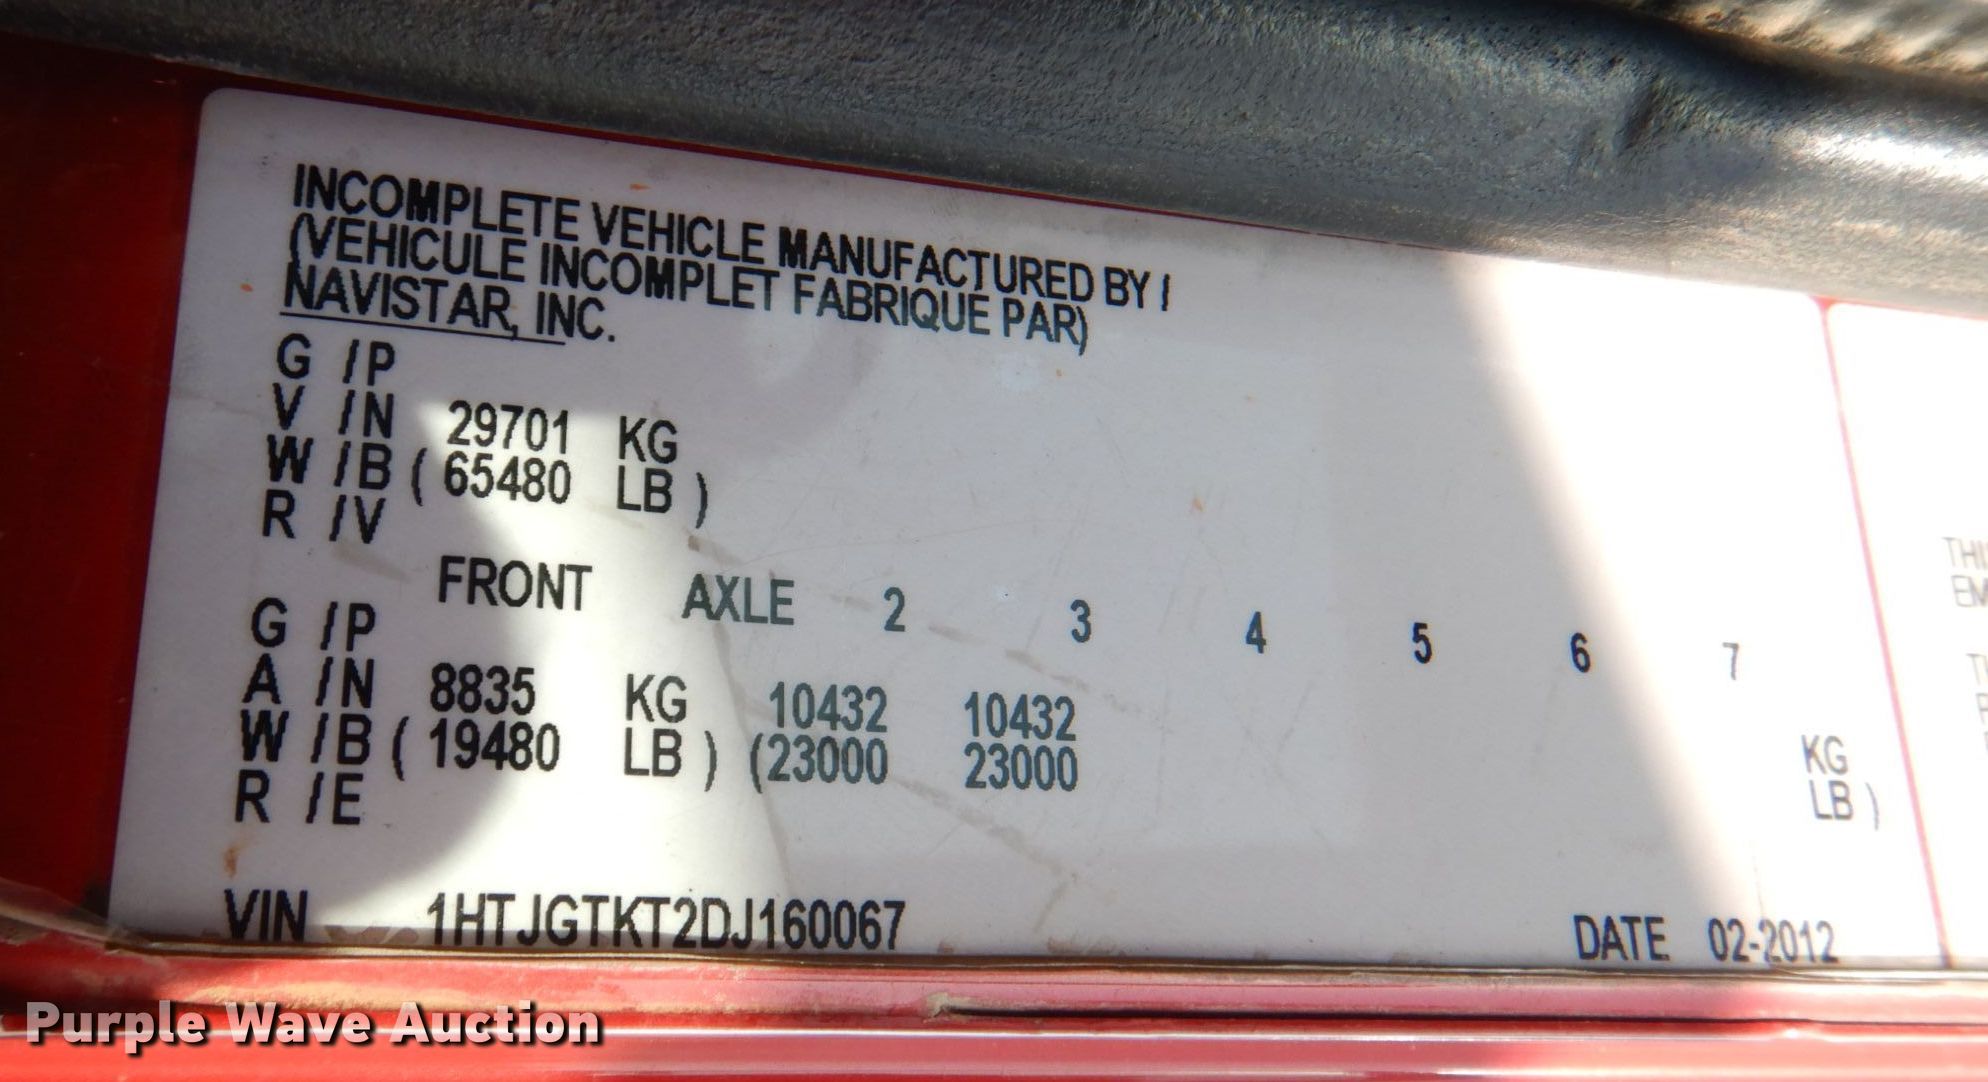 INCOMPLETE VEHICLE MANUFACTURED BY /
(VEHICULE INCOMPLET FABRIQUE PAR)
NAVISTAR, INC.
G /P
V /N 29701 KG
W /B ( 65480 LB )
R /V
FRONT AXLE 2 3 4 5 6 7
G /P
A /N 8835 KG 10432 10432 KG
W /B ( 19480 LB ) (23000 23000 LB )
R /E
VIN 1HTJGTKT2DJ160067 DATE 02-2012
Purple Wave Auction